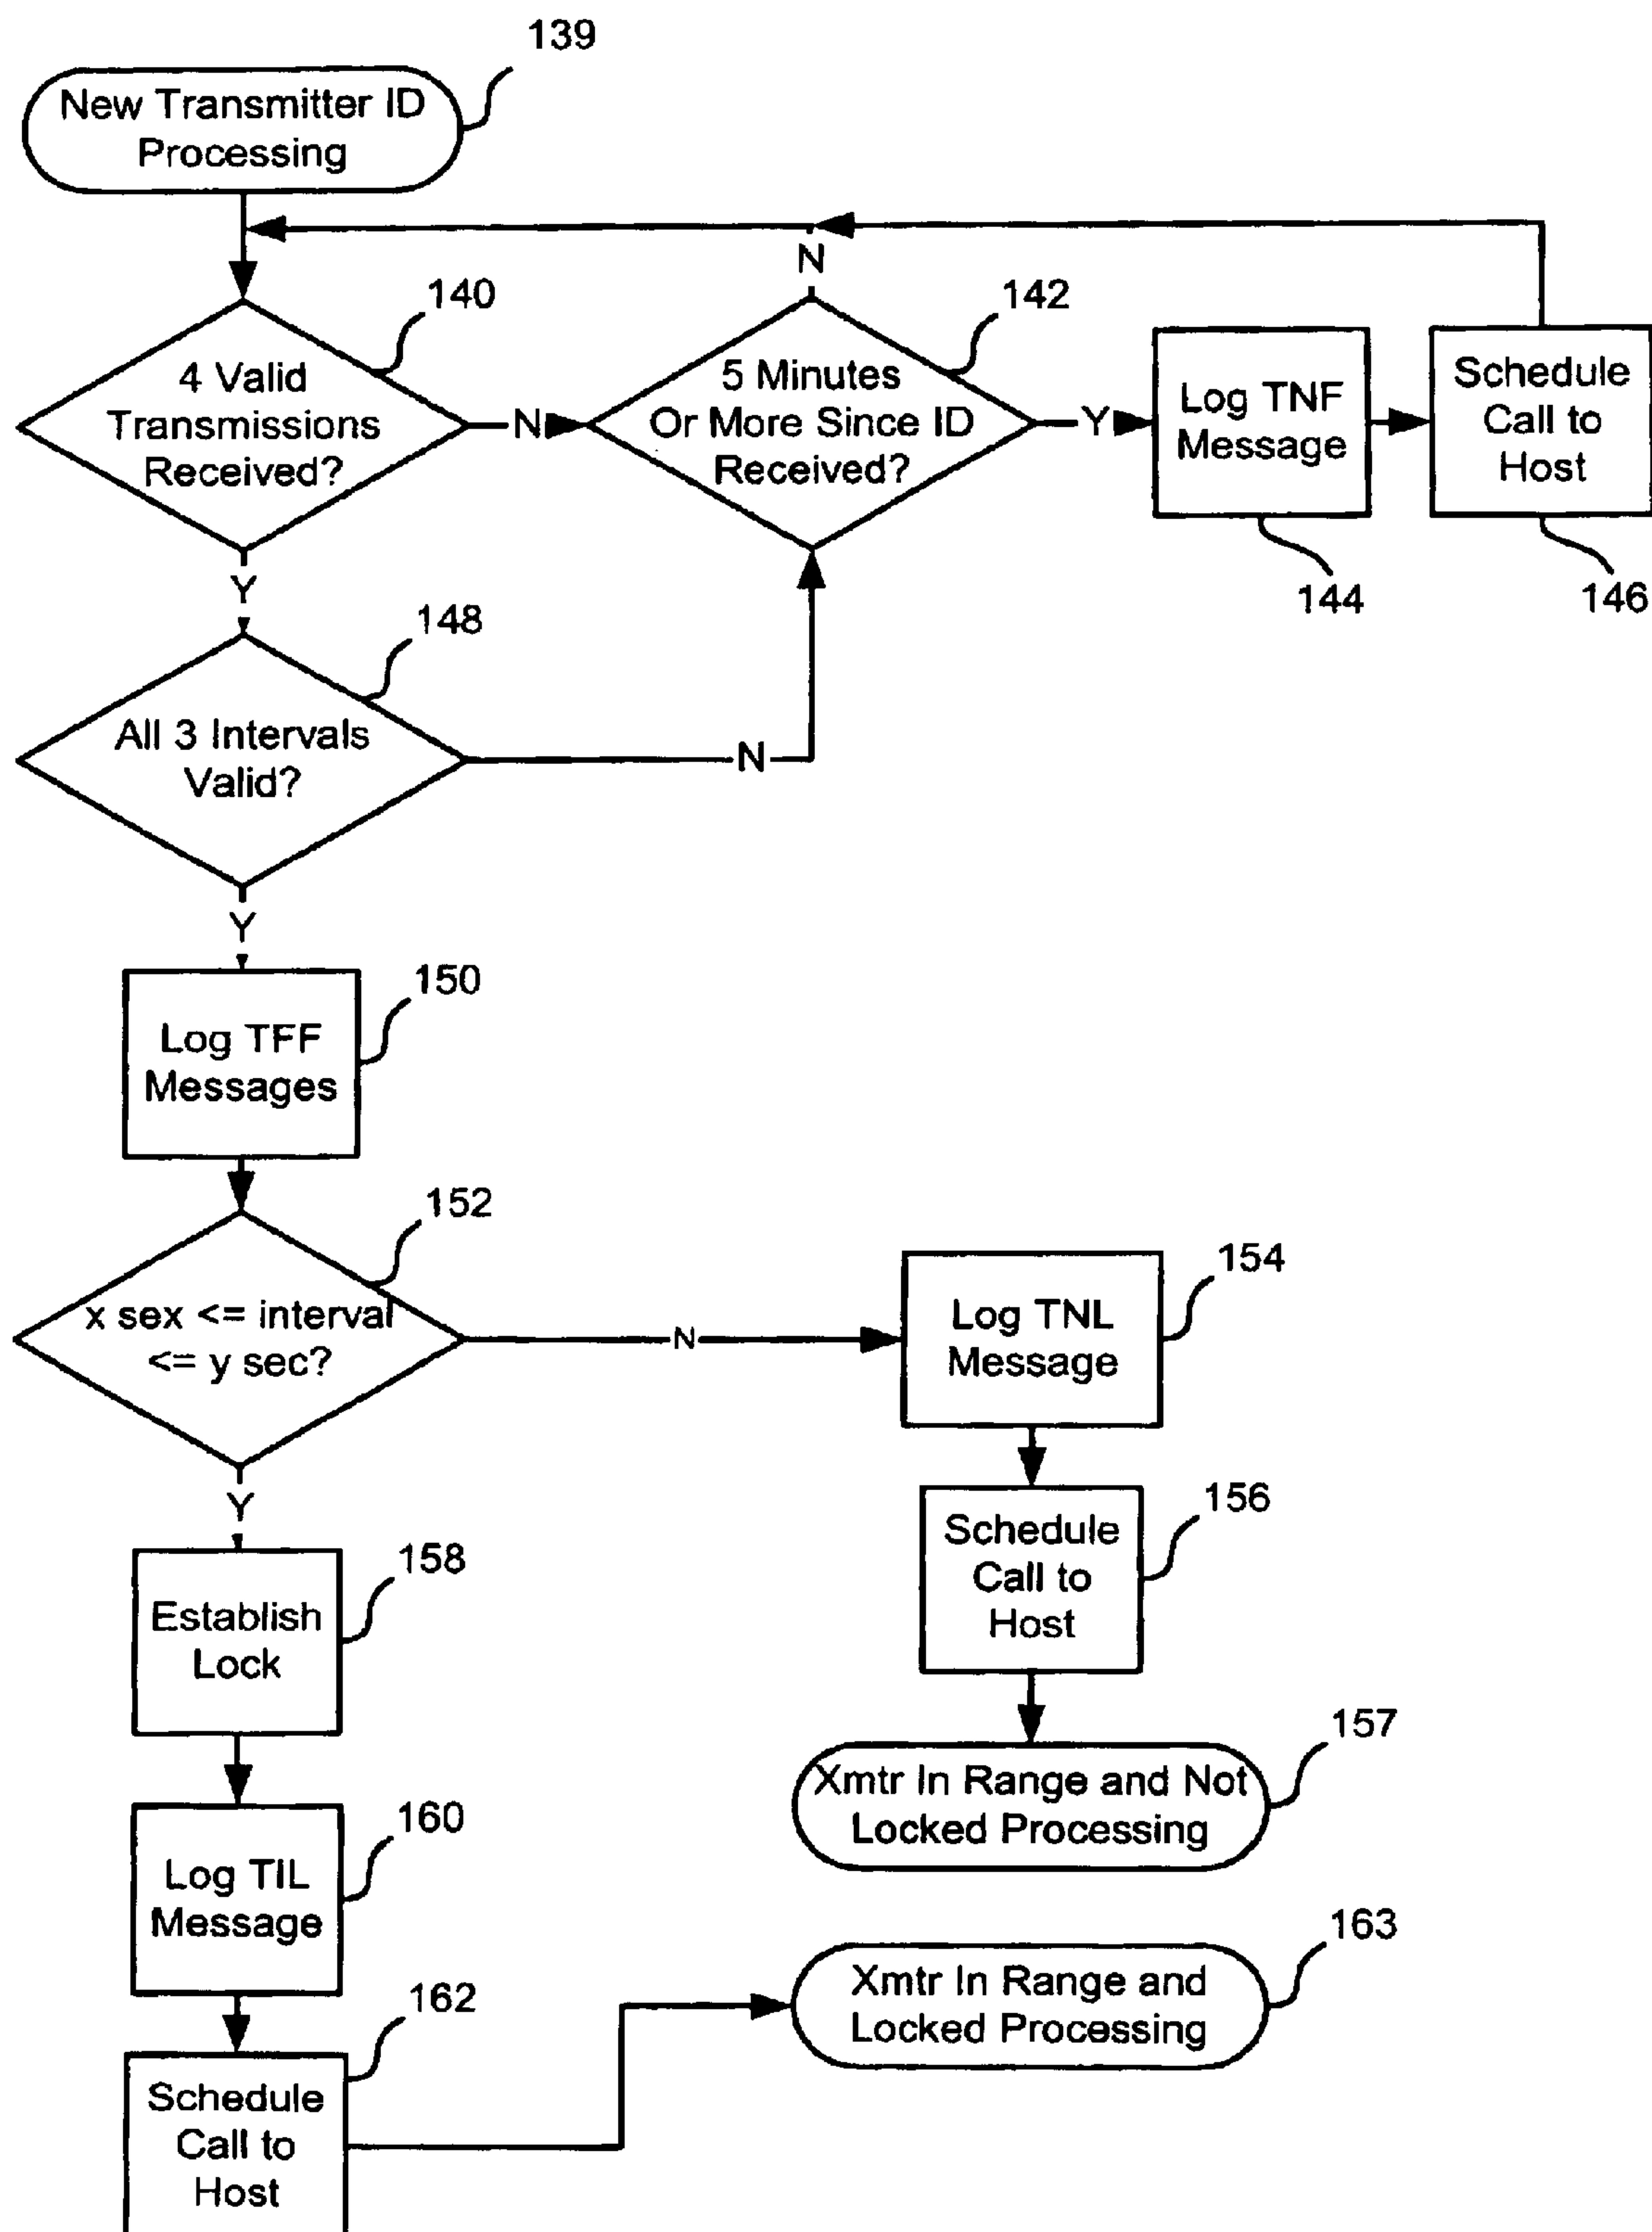 139
New Transmitter ID
Processing
140
4 Valid
Transmissions
Received?
N
N
142
5 Minutes
Or More Since ID
Received?
Y
Log TNF
Message
144
Schedule
Call to
Host
146
Y
148
All 3 Intervals
Valid?
N
Y
150
Log TFF
Messages
152
x sex <= interval
<= y sec?
N
154
Log TNL
Message
156
Schedule
Call to
Host
157
Xmtr In Range and Not
Locked Processing
Y
158
Establish
Lock
160
Log TIL
Message
162
Schedule
Call to
Host
163
Xmtr In Range and
Locked Processing